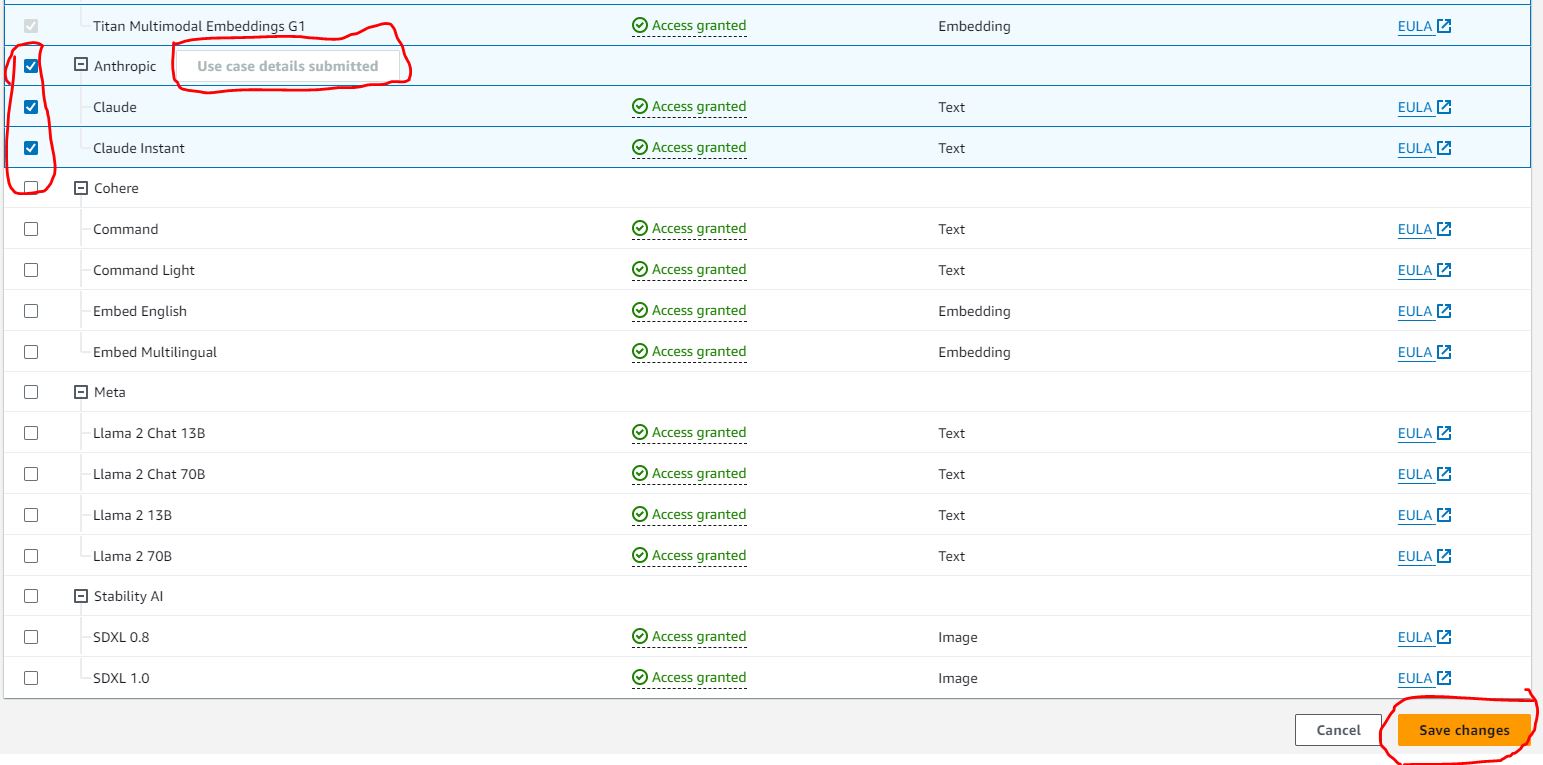 Titan Multimodal Embeddings G1 Access granted Embedding EULA
Anthropic Use case details submitted
Claude Access granted Text EULA
Claude Instant Access granted Text EULA
Cohere
Command Access granted Text EULA
Command Light Access granted Text EULA
Embed English Access granted Embedding EULA
Embed Multilingual Access granted Embedding EULA
Meta
Llama 2 Chat 13B Access granted Text EULA
Llama 2 Chat 70B Access granted Text EULA
Llama 2 13B Access granted Text EULA
Llama 2 70B Access granted Text EULA
Stability AI
SDXL 0.8 Access granted Image EULA
SDXL 1.0 Access granted Image EULA
Cancel Save changes